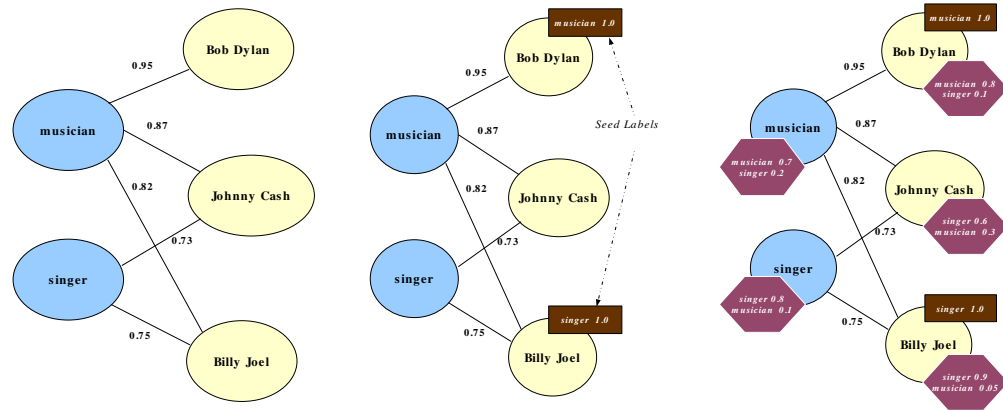 Bob Dylan
0.95
musician
0.87
0.82
Johnny Cash
0.73
singer
0.75
Billy Joel
musician 1.0
Bob Dylan
0.95
musician
0.87
Seed Labels
0.82
Johnny Cash
0.73
singer
singer 1.0
0.75
Billy Joel
musician 1.0
Bob Dylan
0.95
musician 0.8
singer 0.1
musician
0.87
musician 0.7
singer 0.2
0.82
Johnny Cash
singer 0.6
musician 0.3
0.73
singer
singer 0.8
musician 0.1
singer 1.0
0.75
Billy Joel
singer 0.9
musician 0.05